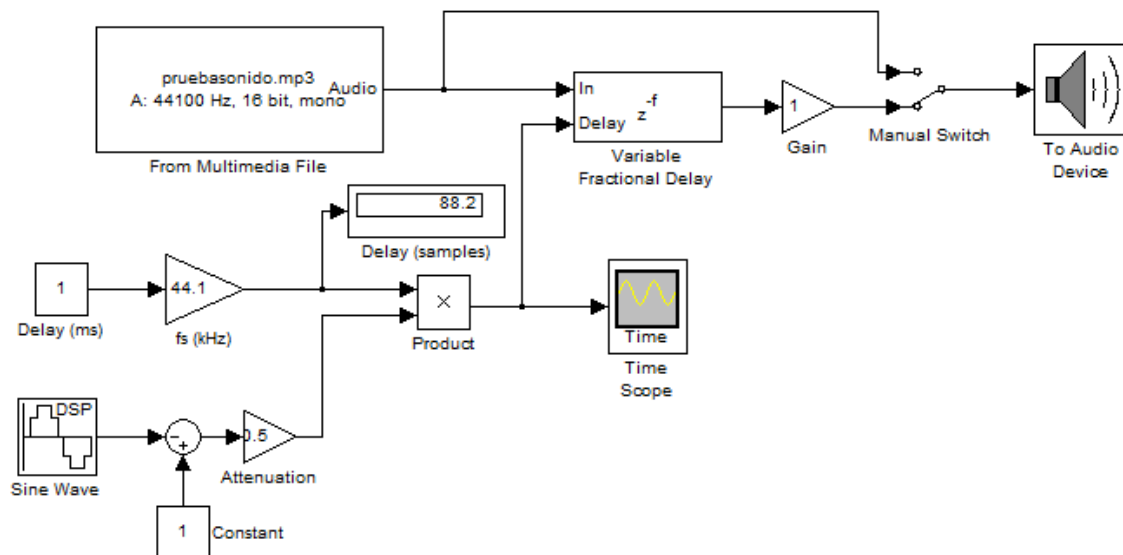 pruebasonido.mp3
A: 44100 Hz, 16 bit, mono
Audio
From Multimedia File
In
Delay
z
-f
Variable
Fractional Delay
1
Gain
Manual Switch
To Audio
Device
88.2
Delay (samples)
1
Delay (ms)
44.1
fs (kHz)
×
Product
Time
Time
Scope
DSP
Sine Wave
-
+
0.5
Attenuation
1
Constant